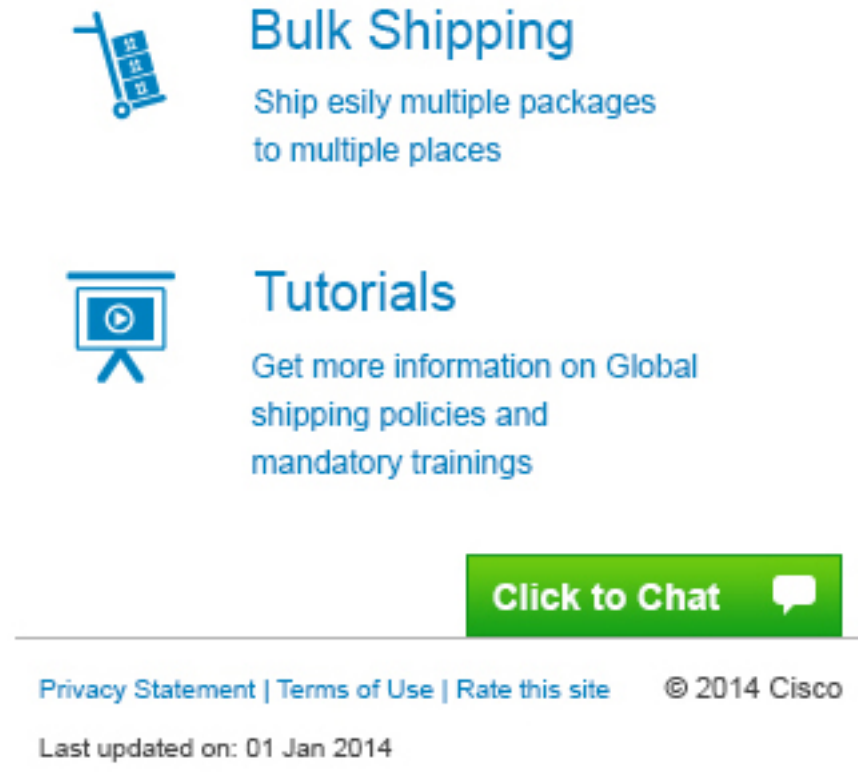 Bulk Shipping
Ship esily multiple packages
to multiple places
Tutorials
Get more information on Global
shipping policies and
mandatory trainings
Click to Chat
Privacy Statement | Terms of Use | Rate this site © 2014 Cisco
Last updated on: 01 Jan 2014